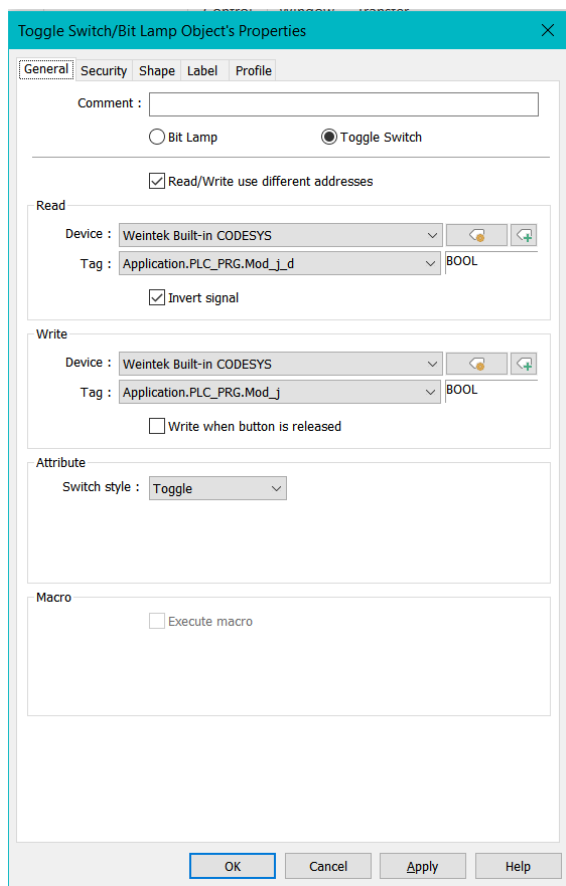 Control Window Transfer
Toggle Switch/Bit Lamp Object's Properties
General Security Shape Label Profile
Comment :
Bit Lamp Toggle Switch
Read/Write use different addresses
Read
Device : Weintek Built-in CODESYS
Tag : Application.PLC_PRG.Mod_j_d BOOL
Invert signal
Write
Device : Weintek Built-in CODESYS
Tag : Application.PLC_PRG.Mod_j BOOL
Write when button is released
Attribute
Switch style : Toggle
Macro
Execute macro
OK Cancel Apply Help